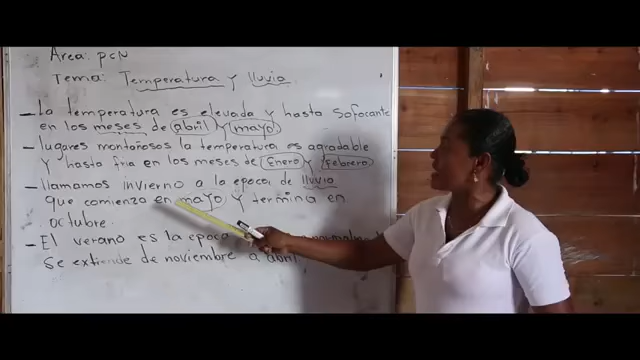 Area: pcN
Tema: Temperatura y lluvia
– La temperatura es elevada y hasta sofocante
en los meses de abril y mayo
– lugares montañosos la temperatura es agradable
y hasta fria en los meses de Enero y febrero
– llamamos invierno a la epoca de lluvia
que comienza en mayo y termina en
octubre.
– El verano es la epoca
se extiende de noviembre a abril